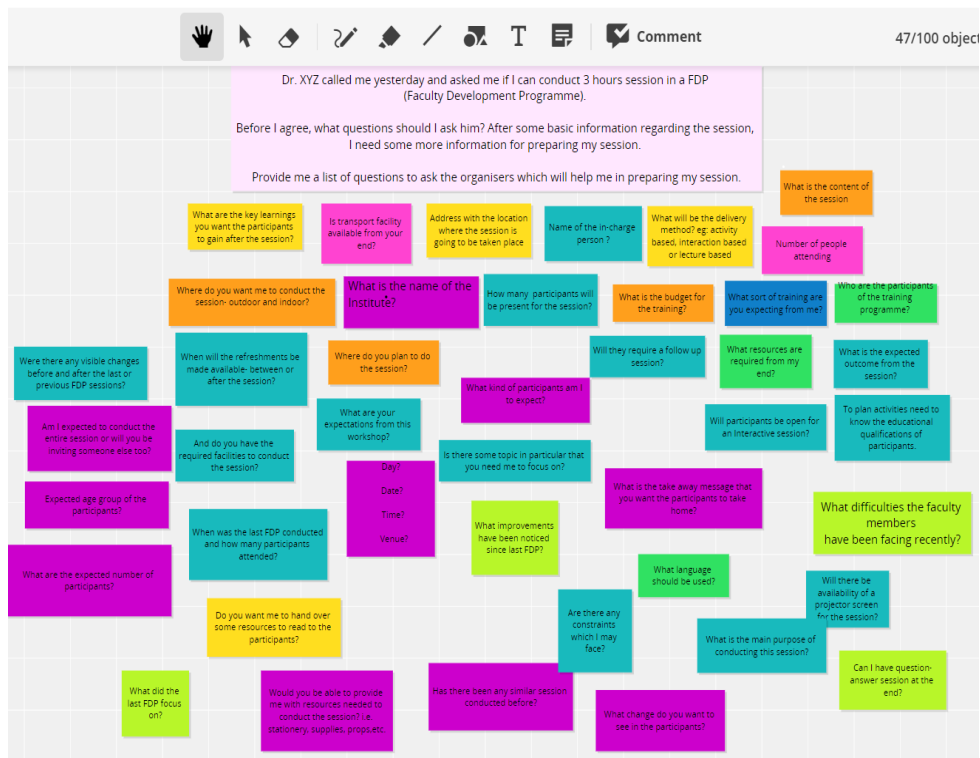 Comment
47/100 object
Dr. XYZ called me yesterday and asked me if I can conduct 3 hours session in a FDP
(Faculty Development Programme).
Before I agree, what questions should I ask him? After some basic information regarding the session,
I need some more information for preparing my session.
Provide me a list of questions to ask the organisers which will help me in preparing my session.
What is the content of
the session
What are the key learnings
you want the participants
to gain after the session?
Is transport facility
available from your
end?
Address with the location
where the session is
going to be taken place
Name of the in-charge
person ?
What will be the delivery
method? eg: activity
based, interaction based
or lecture based
Number of people
attending
Where do you want me to conduct the
session- outdoor and indoor?
What is the name of the
Institute?
How many participants will
be present for the session?
What is the budget for
the training?
What sort of training are
you expecting from me?
Who are the participants
of the training
programme?
Were there any visible changes
before and after the last or
previous FDP sessions?
When will the refreshments be
made available- between or
after the session?
Where do you plan to do
the session?
Will they require a follow up
session?
What resources are
required from my
end?
What is the expected
outcome from the
session?
What kind of participants am I
to expect?
Am I expected to conduct the
entire session or will you be
inviting someone else too?
What are your
expectations from this
workshop?
Will participants be open for
an Interactive session?
To plan activities need to
know the educational
qualifications of
participants.
And do you have the
required facilities to conduct
the session?
Is there some topic in particular that
you need me to focus on?
Day?
Date?
Time?
Venue?
Expected age group of the
participants?
What is the take away message that
you want the participants to take
home?
What difficulties the faculty
members
have been facing recently?
When was the last FDP conducted
and how many participants
attended?
What improvements
have been noticed
since last FDP?
What are the expected number of
participants?
What language
should be used?
Will there be
availability of a
projector screen
for the session?
Do you want me to hand over
some resources to read to the
participants?
Are there any
constraints
which I may
face?
What is the main purpose of
conducting this session?
Can I have question-
answer session at the
end?
What did the
last FDP focus
on?
Would you be able to provide
me with resources needed to
conduct the session? i.e.
stationery, supplies, props,etc.
Has there been any similar session
conducted before?
What change do you want to
see in the participants?